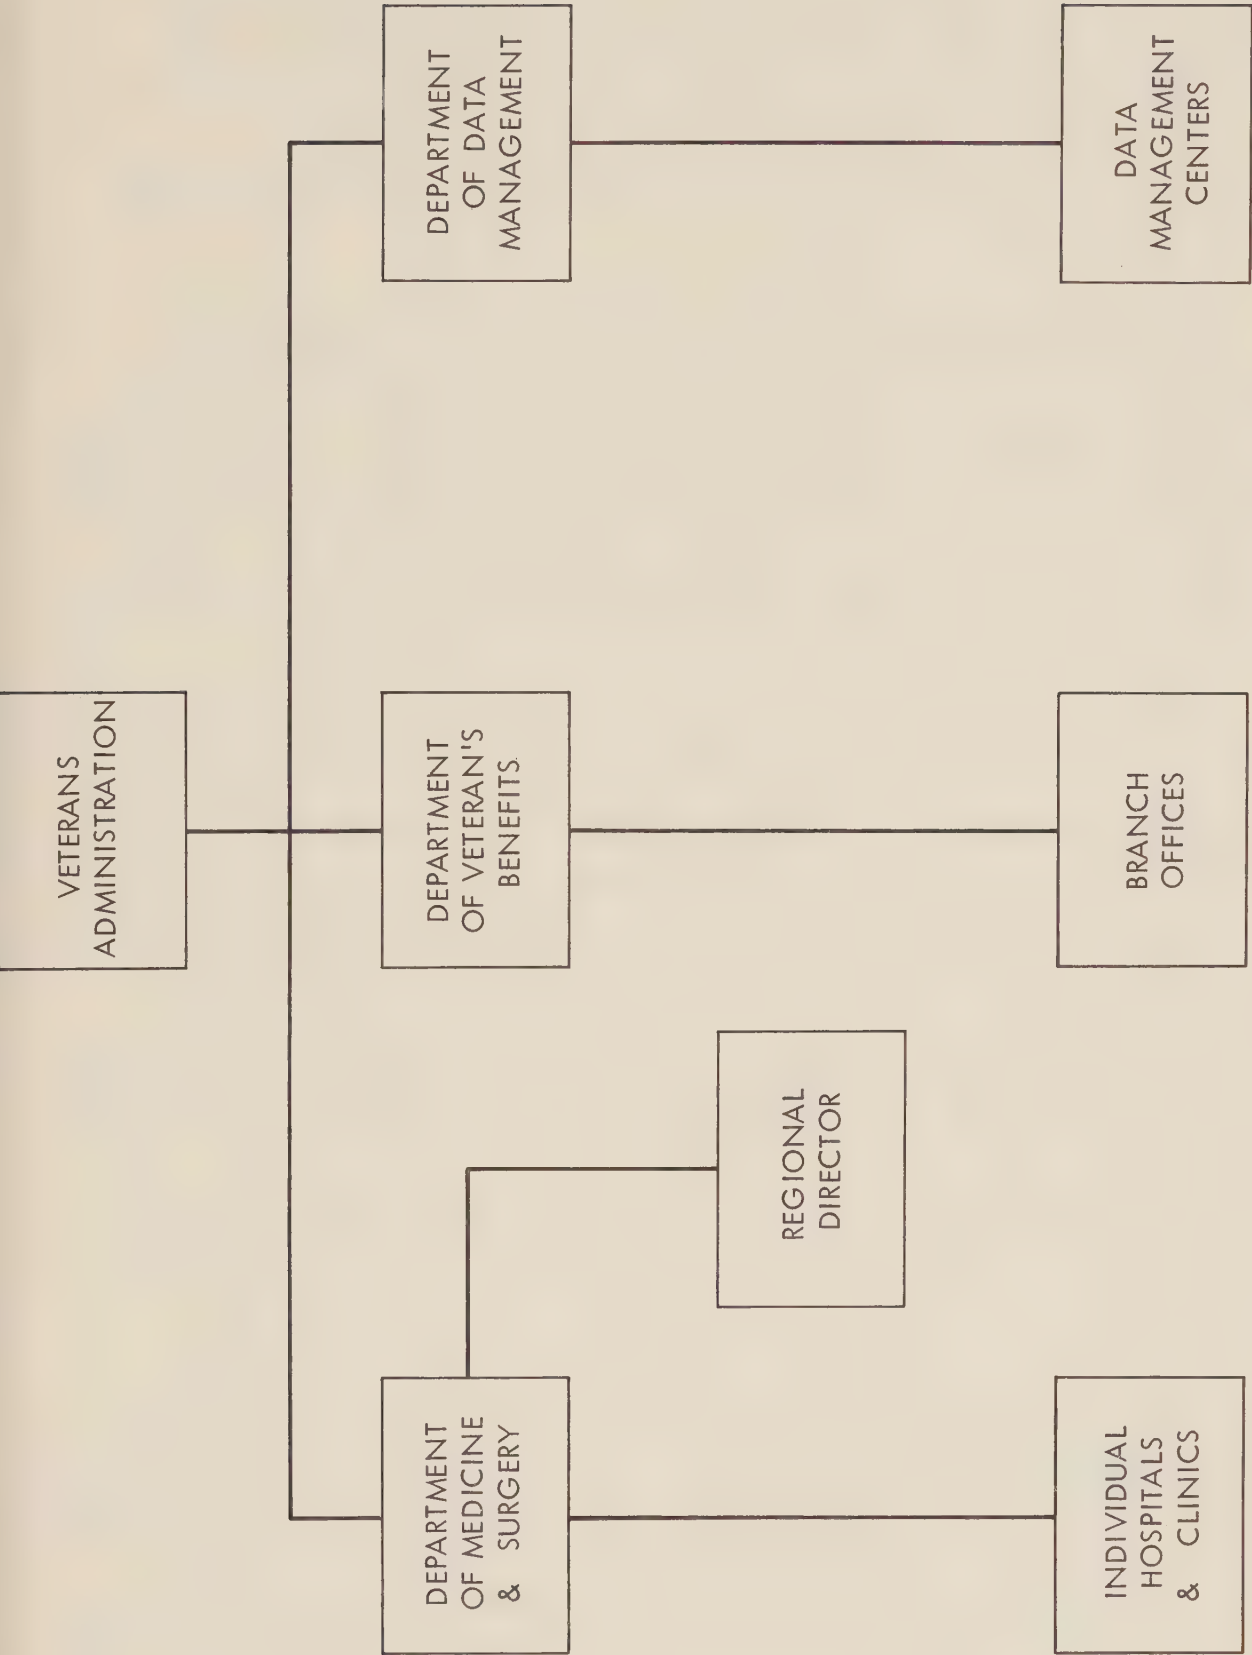 VETERANS
ADMINISTRATION
DEPARTMENT
OF MEDICINE
& SURGERY
DEPARTMENT
OF VETERAN'S
BENEFITS
DEPARTMENT
OF DATA
MANAGEMENT
REGIONAL
DIRECTOR
INDIVIDUAL
HOSPITALS
& CLINICS
BRANCH
OFFICES
DATA
MANAGEMENT
CENTERS